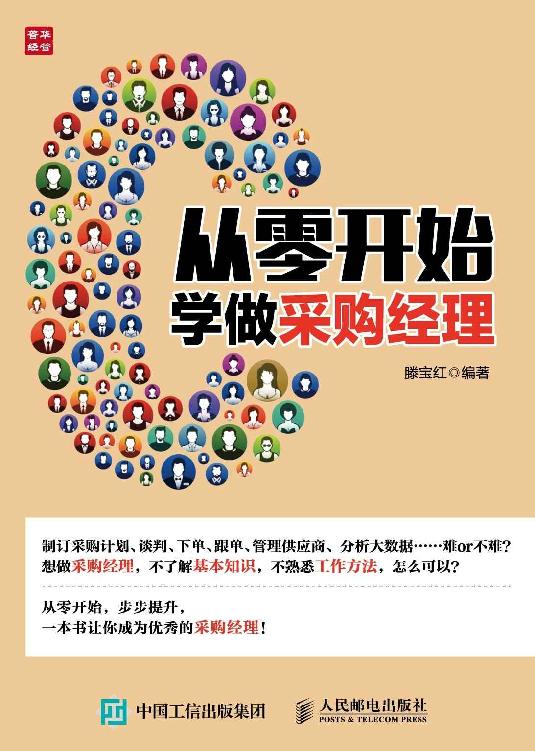 普华
经管
从零开始
学做采购经理
滕宝红◎编著
制订采购计划、谈判、下单、跟单、管理供应商、分析大数据……难or不难？
想做采购经理，不了解基本知识，不熟悉工作方法，怎么可以？
从零开始，步步提升，
一本书让你成为优秀的采购经理！
中国工信出版集团
人民邮电出版社
POSTS & TELECOM PRESS